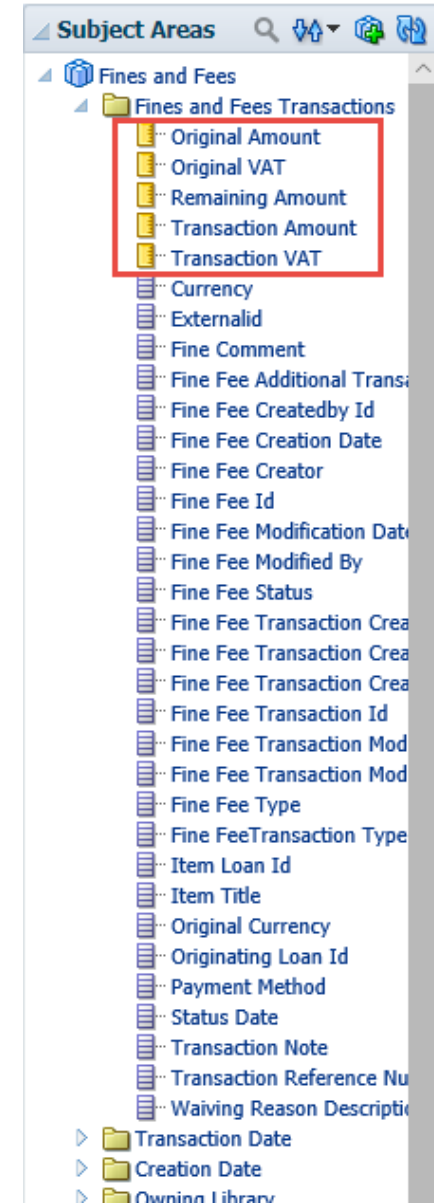 Subject Areas
Fines and Fees
Fines and Fees Transactions
Original Amount
Original VAT
Remaining Amount
Transaction Amount
Transaction VAT
Currency
Externalid
Fine Comment
Fine Fee Additional Transa
Fine Fee Createdby Id
Fine Fee Creation Date
Fine Fee Creator
Fine Fee Id
Fine Fee Modification Date
Fine Fee Modified By
Fine Fee Status
Fine Fee Transaction Crea
Fine Fee Transaction Crea
Fine Fee Transaction Crea
Fine Fee Transaction Id
Fine Fee Transaction Mod
Fine Fee Transaction Mod
Fine Fee Type
Fine FeeTransaction Type
Item Loan Id
Item Title
Original Currency
Originating Loan Id
Payment Method
Status Date
Transaction Note
Transaction Reference Nu
Waiving Reason Descriptio
Transaction Date
Creation Date
Owning Library